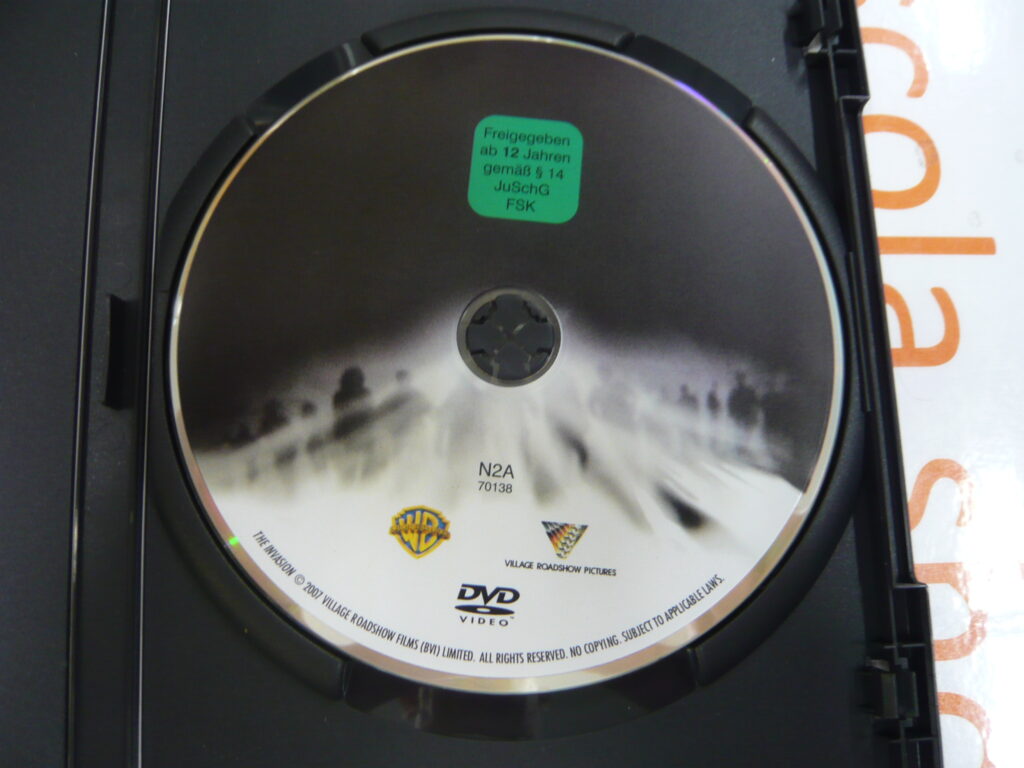 Freigegeben
ab 12 Jahren
gemäß § 14
JuSchG
FSK
N2A
70138
WB
VILLAGE ROADSHOW PICTURES
DVD
VIDEO
THE INVASION © 2007 VILLAGE ROADSHOW FILMS (BVI) LIMITED. ALL RIGHTS RESERVED. NO COPYING. SUBJECT TO APPLICABLE LAWS.